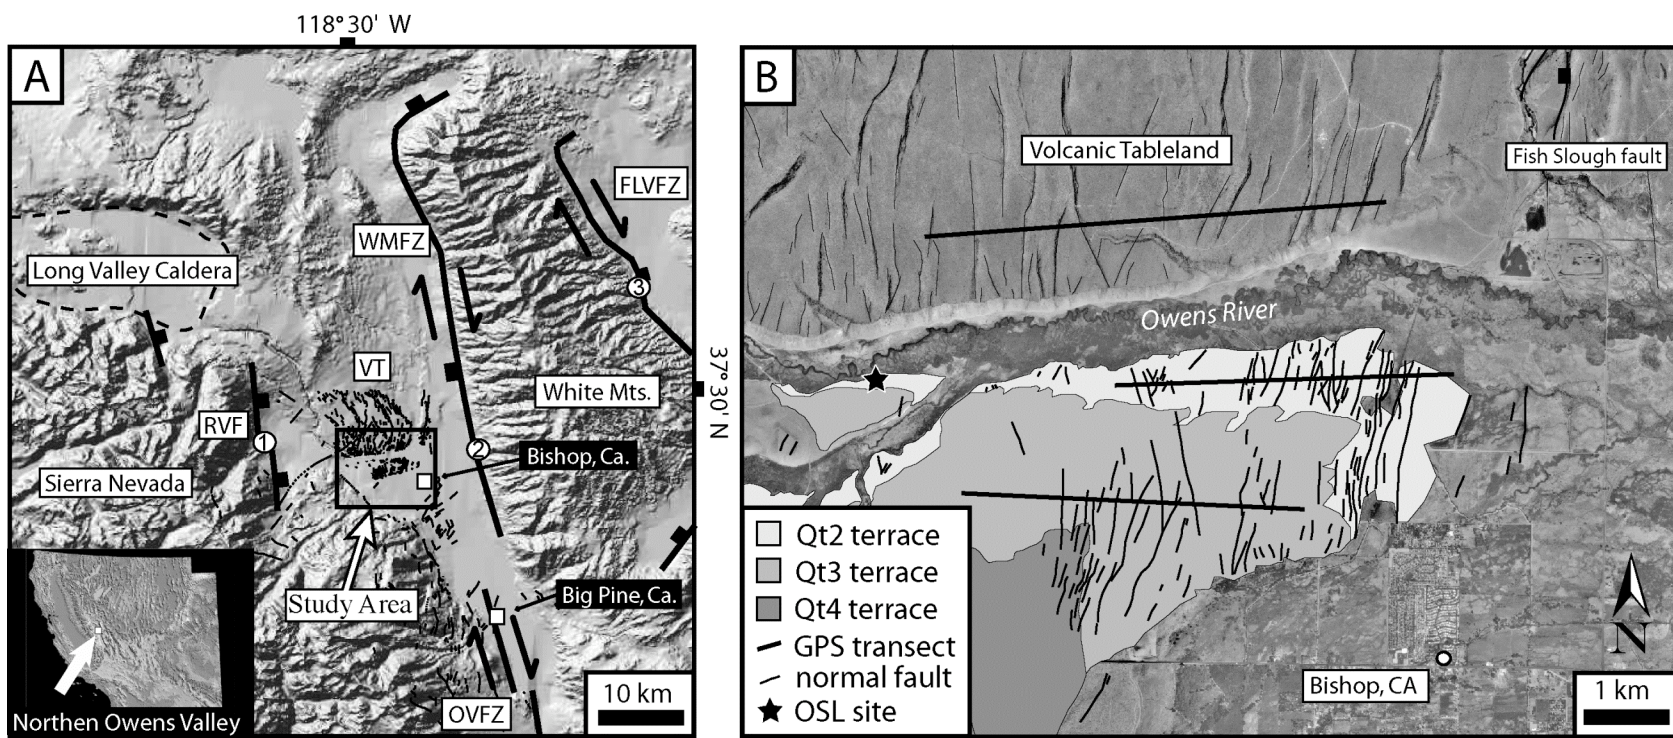 118° 30' W
A
FLVFZ
WMFZ
Long Valley Caldera
3
37° 30' N
VT
White Mts.
RVF
1
2
Bishop, Ca.
Sierra Nevada
Study Area
Big Pine, Ca.
OVFZ
10 km
Northen Owens Valley
B
Volcanic Tableland
Fish Slough fault
Owens River
Qt2 terrace
Qt3 terrace
Qt4 terrace
GPS transect
normal fault
OSL site
N
Bishop, CA
1 km